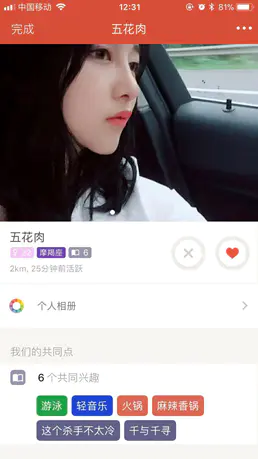 中国移动 12:31 81%
完成 五花肉
五花肉
摩羯座 6
2km, 25分钟前活跃
个人相册
我们的共同点
6 个共同兴趣
游泳 轻音乐 火锅 麻辣香锅
这个杀手不太冷 千与千寻